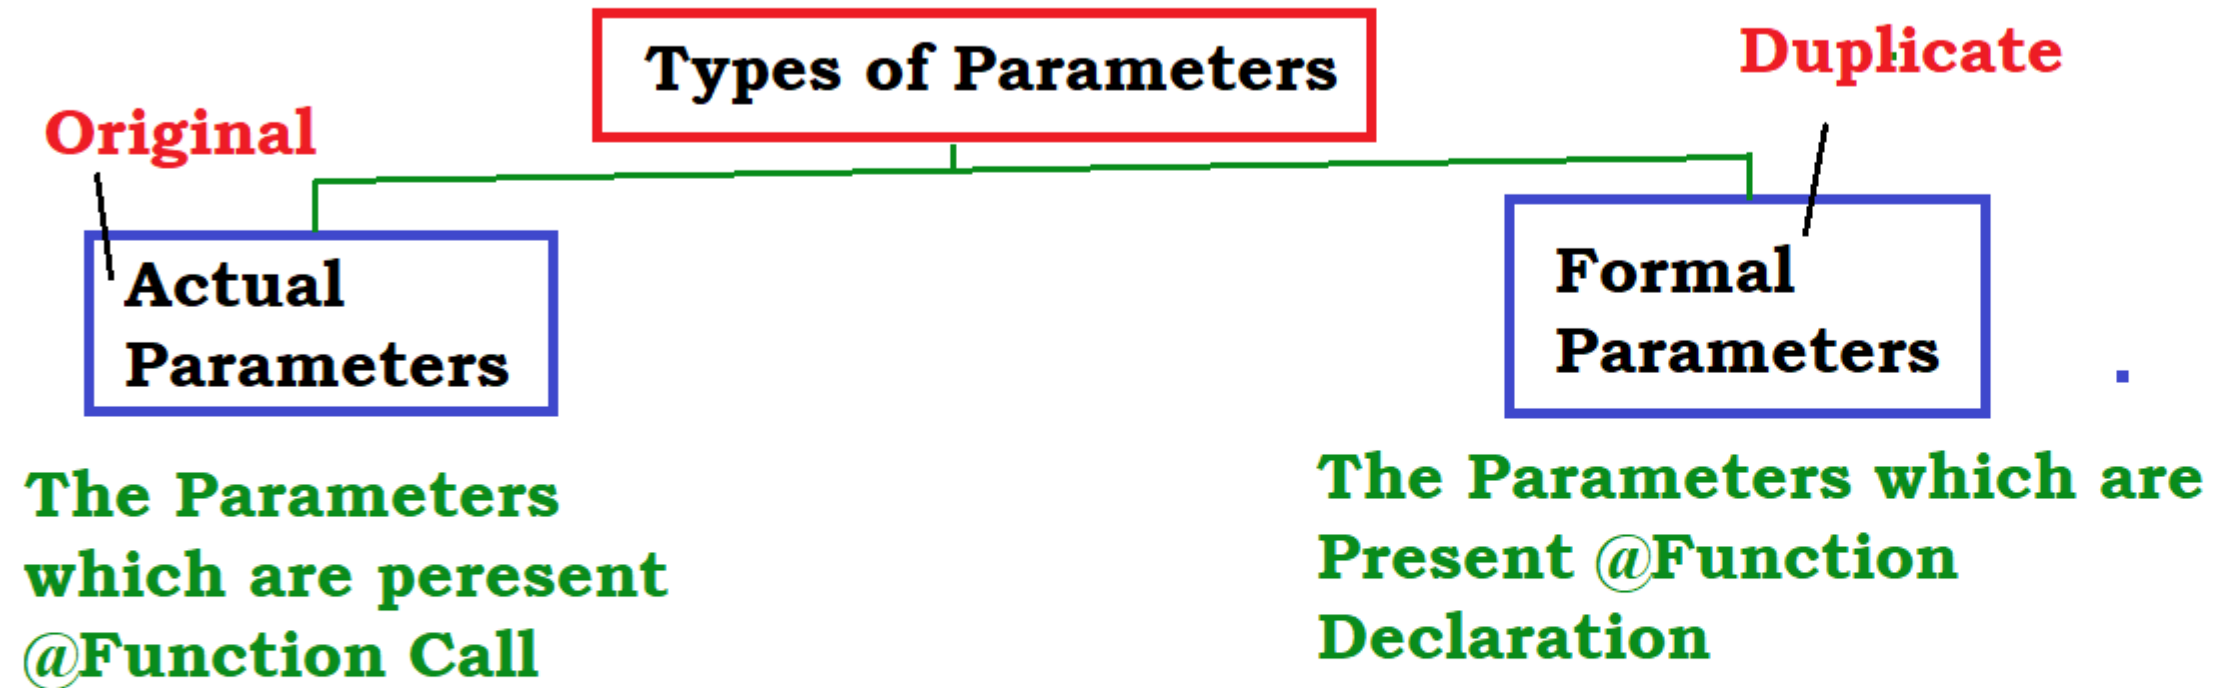 Types of Parameters
Duplicate
Original
Actual
Parameters
Formal
Parameters
The Parameters
which are peresent
@Function Call
The Parameters which are
Present @Function
Declaration